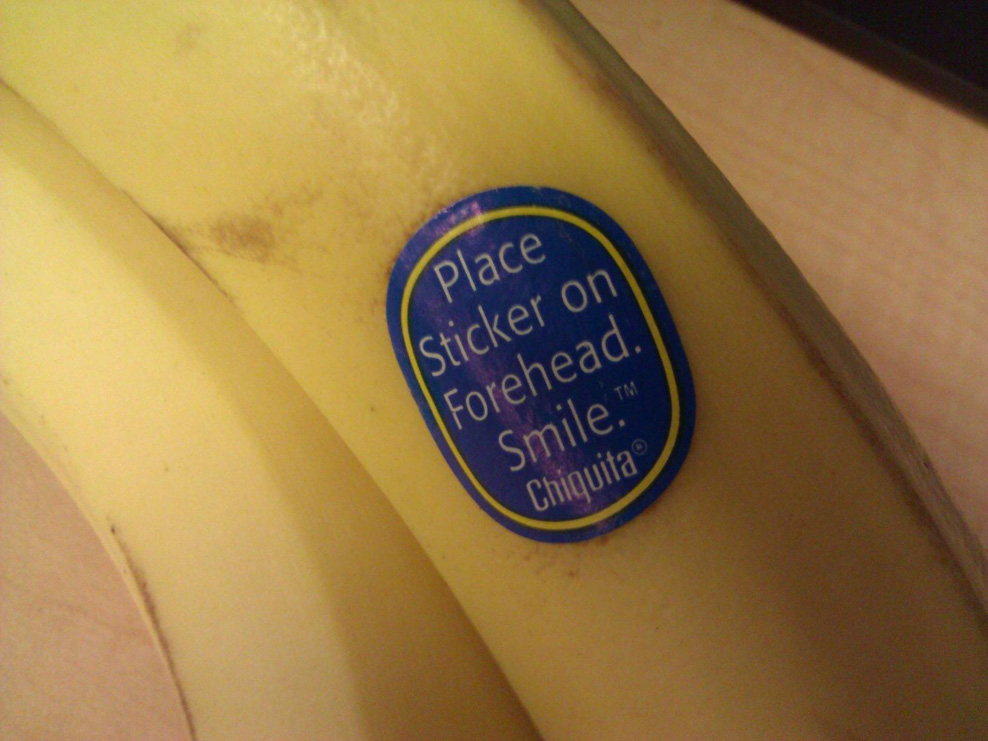 Place
Sticker on
Forehead.
Smile.™
Chiquita®